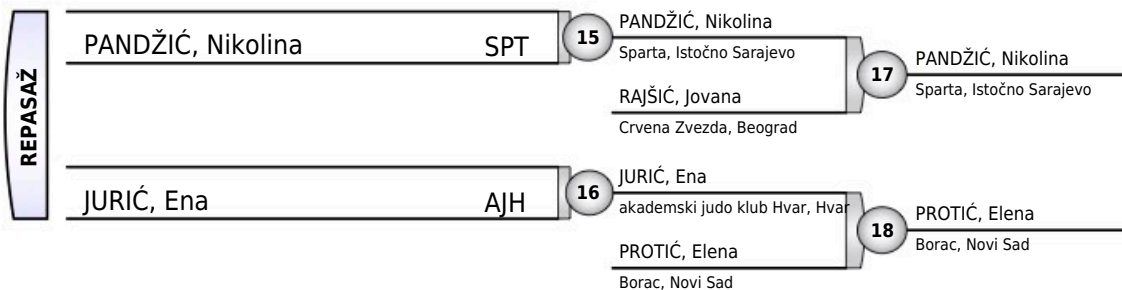 REPASAŽ
PANDŽIĆ, Nikolina SPT
15
PANDŽIĆ, Nikolina
Sparta, Istočno Sarajevo
RAJŠIĆ, Jovana
Crvena Zvezda, Beograd
17
PANDŽIĆ, Nikolina
Sparta, Istočno Sarajevo
JURIĆ, Ena AJH
16
JURIĆ, Ena
akademski judo klub Hvar, Hvar
PROTIĆ, Elena
Borac, Novi Sad
18
PROTIĆ, Elena
Borac, Novi Sad